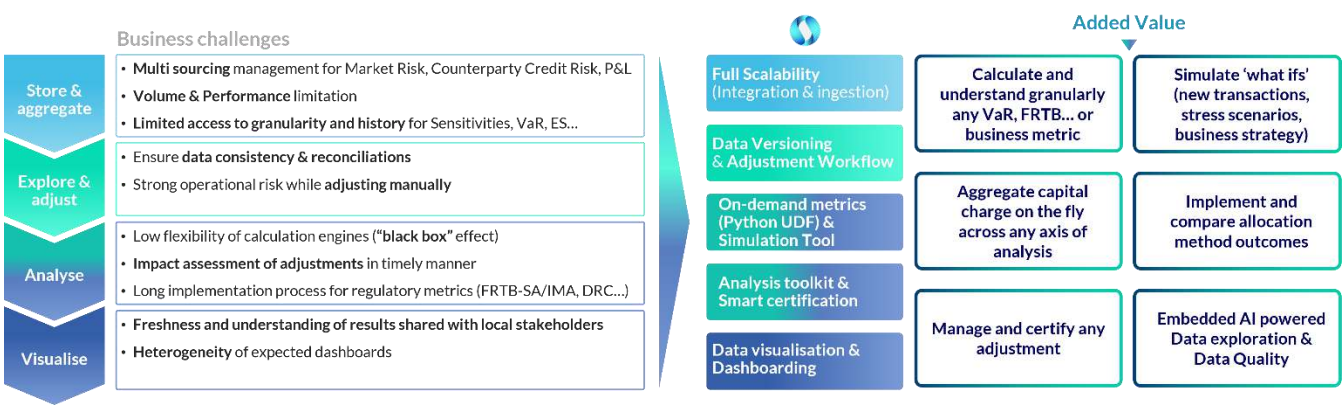 Business challenges
Store &
aggregate
• Multi sourcing management for Market Risk, Counterparty Credit Risk, P&L
• Volume & Performance limitation
• Limited access to granularity and history for Sensitivities, VaR, ES...
Explore &
adjust
• Ensure data consistency & reconciliations
• Strong operational risk while adjusting manually
Analyse
• Low flexibility of calculation engines (“black box” effect)
• Impact assessment of adjustments in timely manner
• Long implementation process for regulatory metrics (FRTB-SA/IMA, DRC...)
Visualise
• Freshness and understanding of results shared with local stakeholders
• Heterogeneity of expected dashboards
Full Scalability
(Integration & ingestion)
Data Versioning
& Adjustment Workflow
On-demand metrics
(Python UDF) &
Simulation Tool
Analysis toolkit &
Smart certification
Data visualisation &
Dashboarding
Added Value
Calculate and
understand granularly
any VaR, FRTB... or
business metric
Simulate ‘what ifs’
(new transactions,
stress scenarios,
business strategy)
Aggregate capital
charge on the fly
across any axis of
analysis
Implement and
compare allocation
method outcomes
Manage and certify any
adjustment
Embedded AI powered
Data exploration &
Data Quality